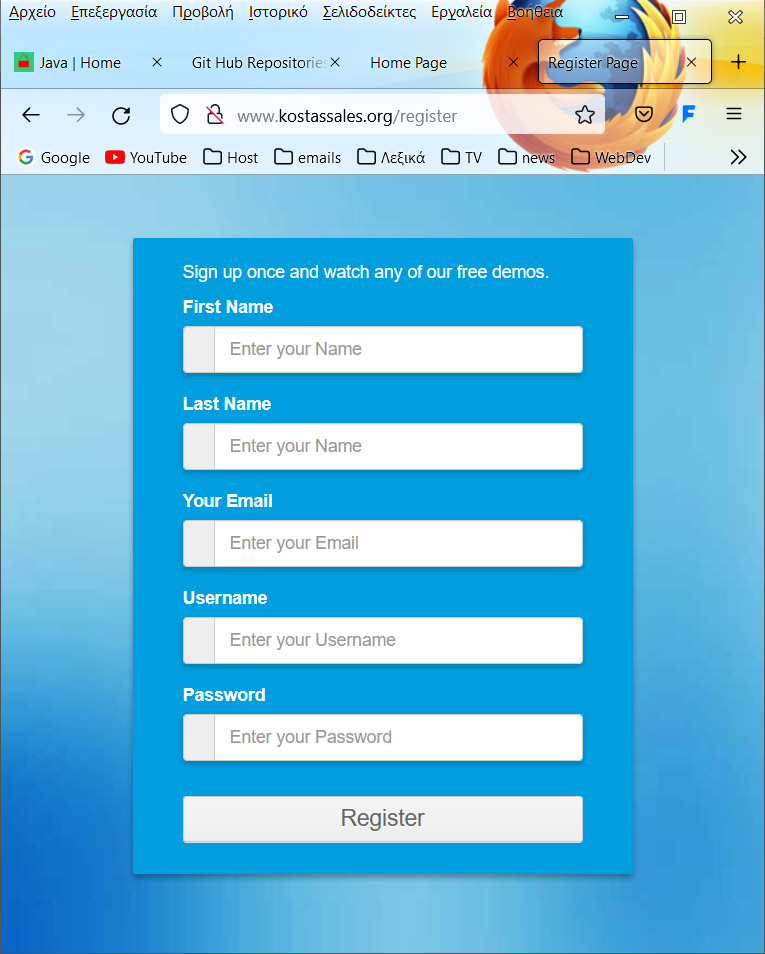 Αρχείο Επεξεργασία Προβολή Ιστορικό Σελιδοδείκτες Εργαλεία Βοήθεια
Java | Home Git Hub Repositories Home Page Register Page
www.kostassales.org/register
Google YouTube Host emails Λεξικά TV news WebDev
Sign up once and watch any of our free demos.
First Name
Enter your Name
Last Name
Enter your Name
Your Email
Enter your Email
Username
Enter your Username
Password
Enter your Password
Register